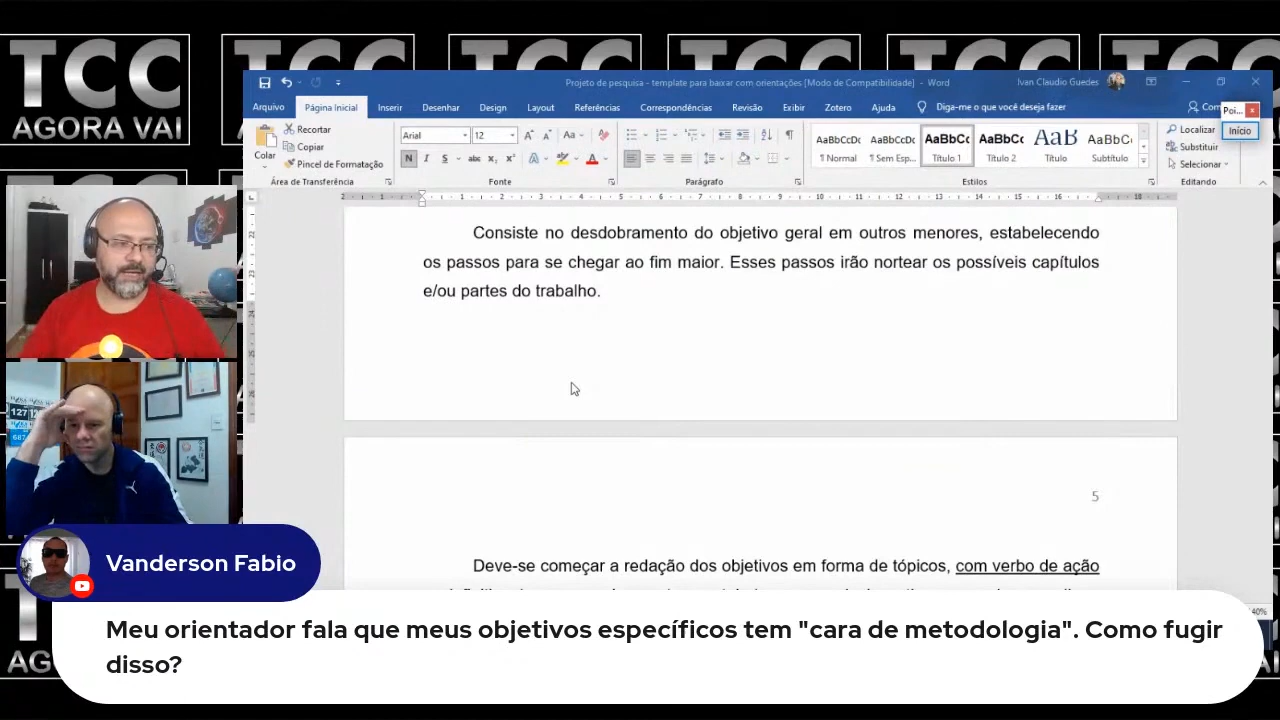 TCC
AGORA VAI
Projeto de pesquisa - template para baixar com orientações [Modo de Compatibilidade] - Word
Ivan Claudio Guedes
Arquivo Página Inicial Inserir Desenhar Design Layout Referências Correspondências Revisão Exibir Zotero Ajuda Diga-me o que você deseja fazer
Poi...
Início
Colar
Recortar
Copiar
Pincel de Formatação
Área de Transferência
Arial 12
N I S abc x₂ x²
Fonte
Parágrafo
AaBbCcDc AaBbCcDc AaBbCc AaBbCc AaB AaBbCc
¶ Normal ¶ Sem Esp... Título 1 Título 2 Título Subtítulo
Estilos
Localizar
Substituir
Selecionar
Editando
Consiste no desdobramento do objetivo geral em outros menores, estabelecendo
os passos para se chegar ao fim maior. Esses passos irão nortear os possíveis capítulos
e/ou partes do trabalho.
5
Deve-se começar a redação dos objetivos em forma de tópicos, com verbo de ação
Vanderson Fabio
Meu orientador fala que meus objetivos específicos tem "cara de metodologia". Como fugir
disso?